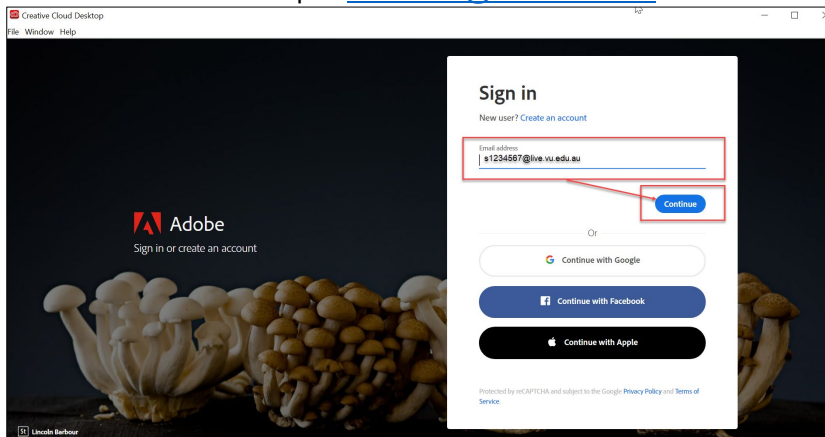 Creative Cloud Desktop
File Window Help
Sign in
New user? Create an account
Email address
s1234567@live.vu.edu.au
Continue
Or
Continue with Google
Continue with Facebook
Continue with Apple
Protected by reCAPTCHA and subject to the Google Privacy Policy and Terms of
Service.
Adobe
Sign in or create an account
St Lincoln Barbour